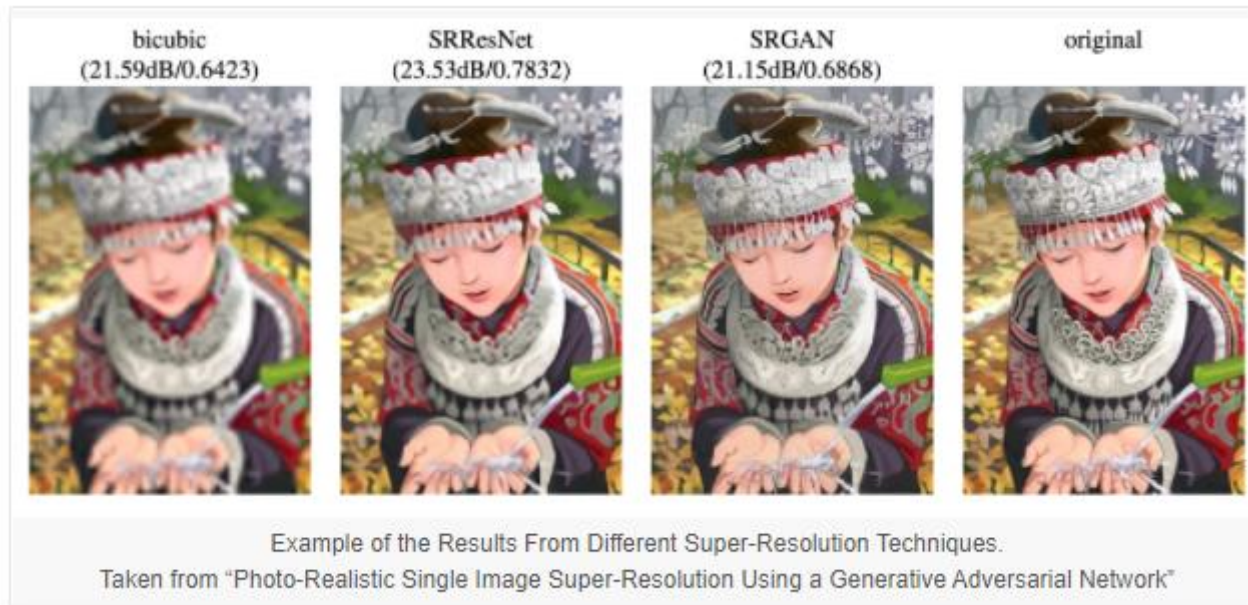 bicubic
(21.59dB/0.6423)
SRResNet
(23.53dB/0.7832)
SRGAN
(21.15dB/0.6868)
original
Example of the Results From Different Super-Resolution Techniques.
Taken from “Photo-Realistic Single Image Super-Resolution Using a Generative Adversarial Network”